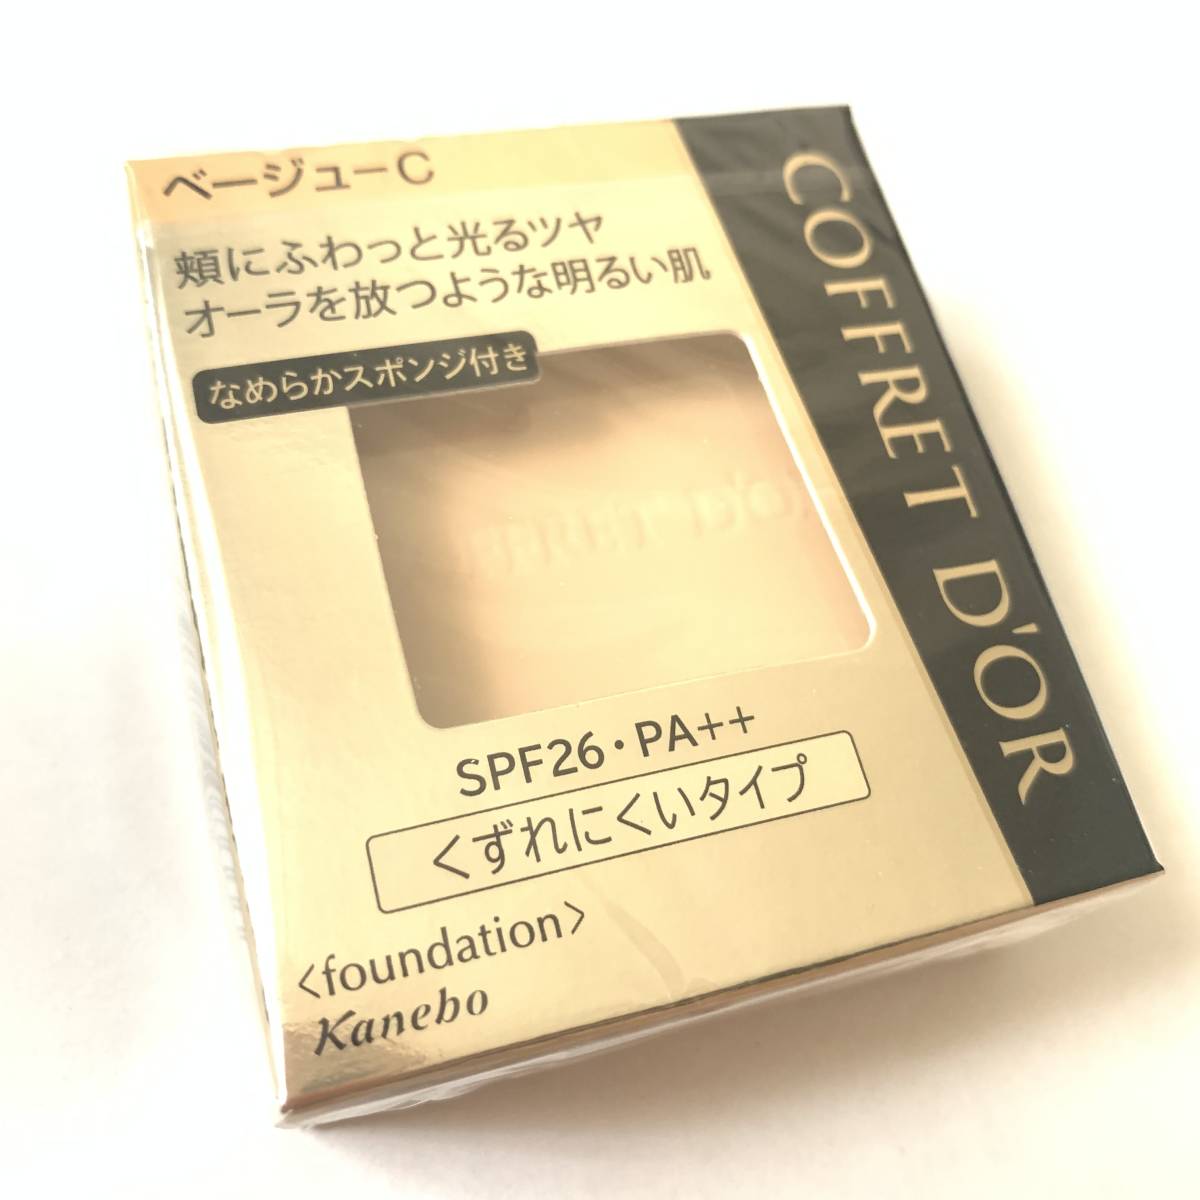 ベージューC
頬にふわっと光るツヤ
オーラを放つような明るい肌
なめらかスポンジ付き
FFRET D'O
SPF26・PA++
くずれにくいタイプ
<foundation>
Kanebo
COFFRET D'OR